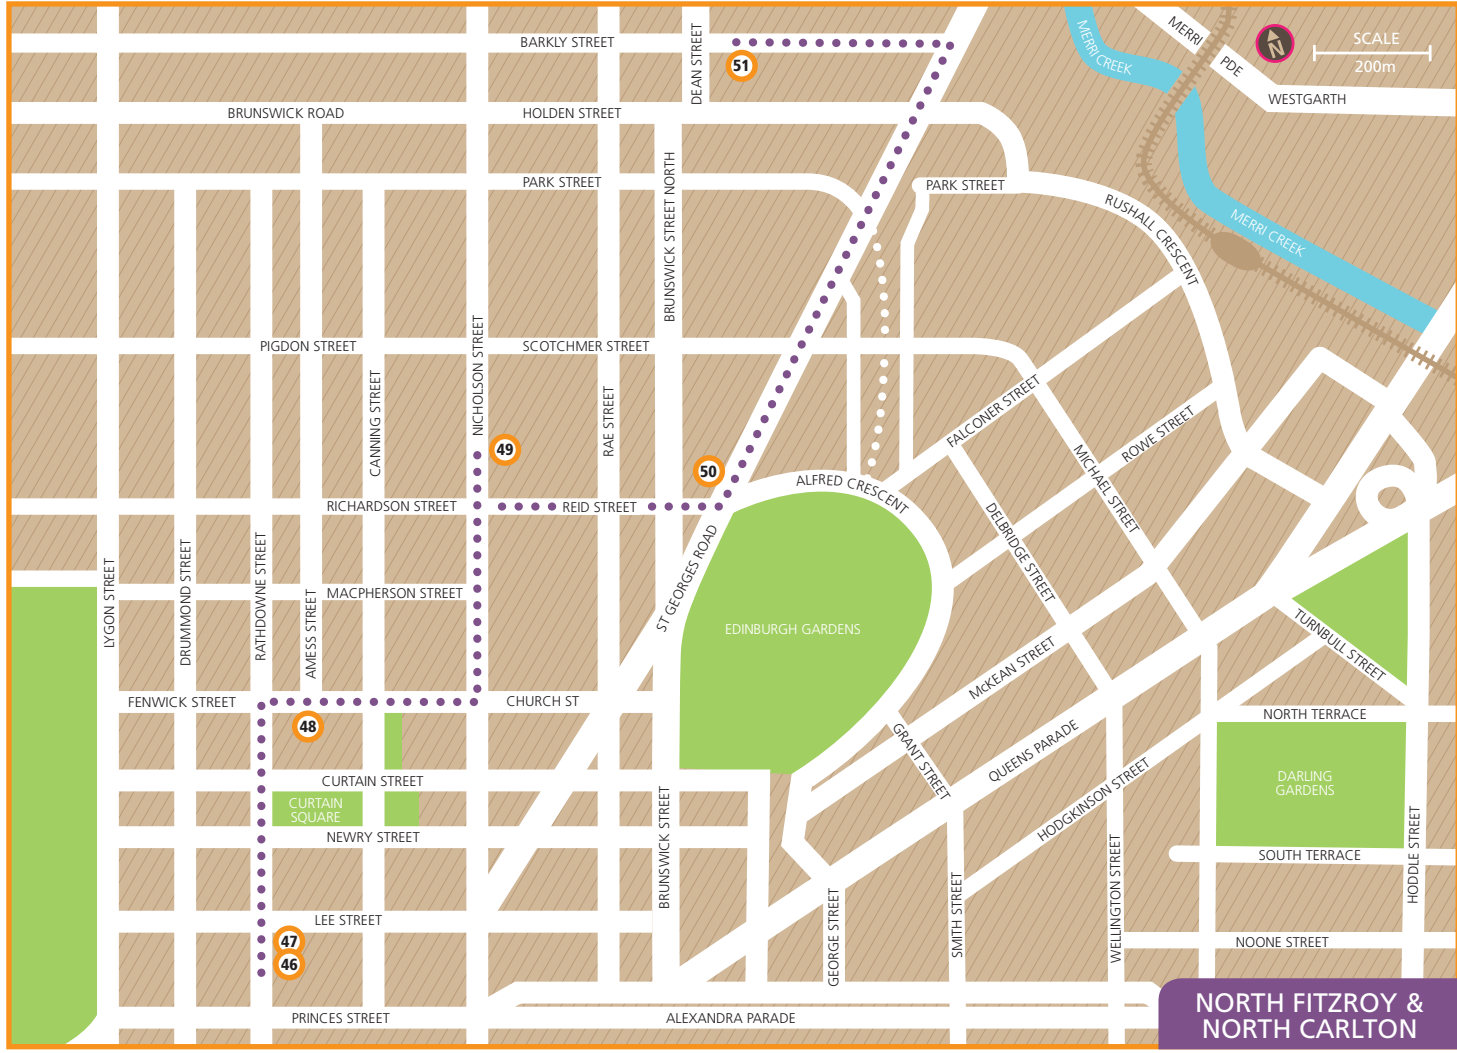 BARKLY STREET
DEAN STREET
51
MERRI CREEK
MERRI
PDE
N
SCALE
200m
WESTGARTH
BRUNSWICK ROAD
HOLDEN STREET
PARK STREET
BRUNSWICK STREET NORTH
PARK STREET
RUSHALL CRESCENT
MERRI CREEK
PIGDON STREET
NICHOLSON STREET
SCOTCHMER STREET
CANNING STREET
RAE STREET
FALCONER STREET
ROWE STREET
MICHAEL STREET
49
50
ALFRED CRESCENT
RICHARDSON STREET
REID STREET
DELBRIDGE STREET
ST GEORGES ROAD
LYGON STREET
DRUMMOND STREET
RATHDOWNE STREET
AMESS STREET
MACPHERSON STREET
EDINBURGH GARDENS
TURNBULL STREET
McKEAN STREET
FENWICK STREET
CHURCH ST
48
NORTH TERRACE
GRANT STREET
QUEENS PARADE
HODGKINSON STREET
CURTAIN STREET
CURTAIN
SQUARE
DARLING
GARDENS
NEWRY STREET
BRUNSWICK STREET
SOUTH TERRACE
HODDLE STREET
LEE STREET
GEORGE STREET
SMITH STREET
WELLINGTON STREET
47
46
NOONE STREET
PRINCES STREET
ALEXANDRA PARADE
NORTH FITZROY &
NORTH CARLTON